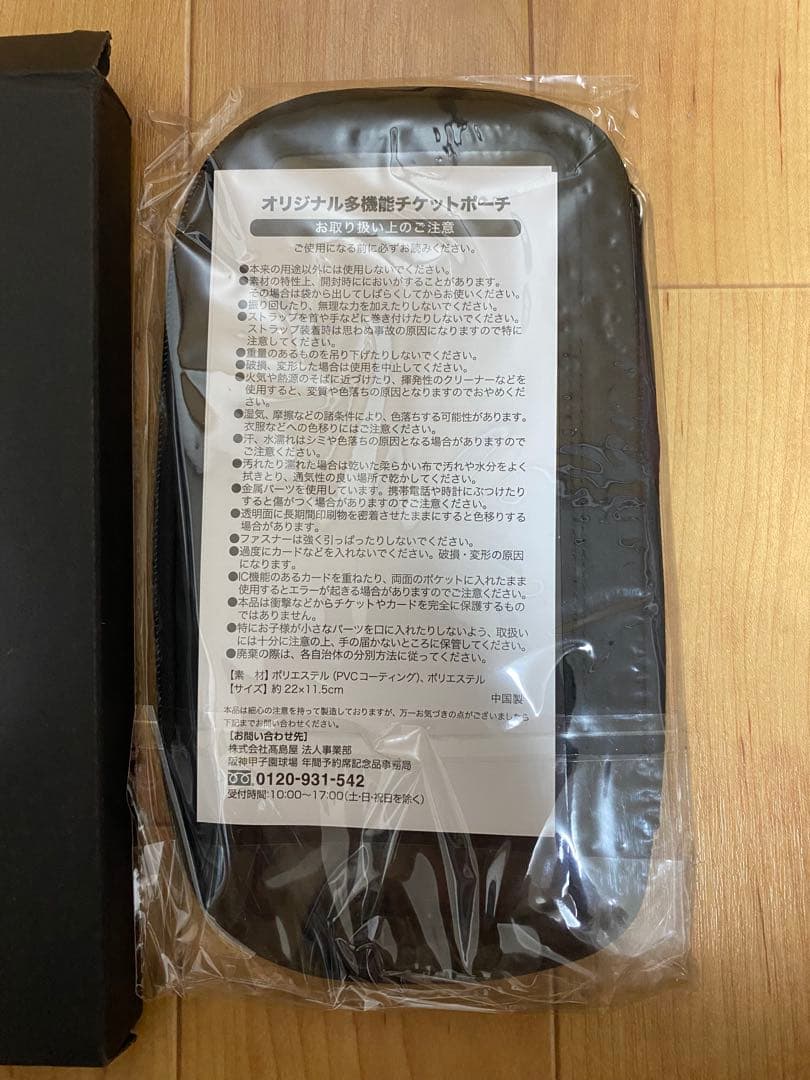 オリジナル多機能チケットポーチ
お取り扱い上のご注意
ご使用になる前に必ずお読みください。
●本来の用途以外には使用しないでください。
●素材の特性上、開封時ににおいがすることがあります。
その場合は袋から出してしばらくしてからお使いください。
●振り回したり、無理な力を加えたりしないでください。
●ストラップを首や手などに巻き付けたりしないでください。
ストラップ装着時は思わぬ事故の原因になりますので特に
注意してください。
●重量のあるものを吊り下げたりしないでください。
●破損、変形した場合は使用を中止してください。
●火気や熱源のそばに近づけたり、揮発性のクリーナーなどを
使用すると、変質や色落ちの原因となりますのでおやめくだ
さい。
●湿気、摩擦などの諸条件により、色落ちする可能性があります。
衣服などへの色移りにはご注意ください。
●汗、水濡れはシミや色落ちの原因となる場合がありますので
ご注意ください。
●汚れたり濡れた場合は乾いた柔らかい布で汚れや水分をよく
拭きとり、通気性の良い場所で乾かしてください。
●金属パーツを使用しています。携帯電話や時計にぶつけたり
すると傷がつく場合がありますのでご注意ください。
●透明面に長期間印刷物を密着させたままにすると色移りする
場合があります。
●ファスナーは強く引っぱったりしないでください。
●過度にカードなどを入れないでください。破損・変形の原因
になります。
●IC機能のあるカードを重ねたり、両面のポケットに入れたまま
使用するとエラーが起きる場合がありますのでご注意ください。
●本品は衝撃などからチケットやカードを完全に保護するもの
ではありません。
●特にお子様が小さなパーツを口に入れたりしないよう、取扱い
には十分に注意の上、手の届かないところに保管してください。
●廃棄の際は、各自治体の分別方法に従ってください。
【素 材】ポリエステル(PVCコーティング)、ポリエステル
【サイズ】約22×11.5cm
中国製
本品は細心の注意を持って製造しておりますが、万一お気づきの点がございましたら
下記までお問い合わせください。
【お問い合わせ先】
株式会社髙島屋 法人事業部
阪神甲子園球場 年間予約席記念品事務局
0120-931-542
受付時間:10:00〜17:00(土・日・祝日を除く)